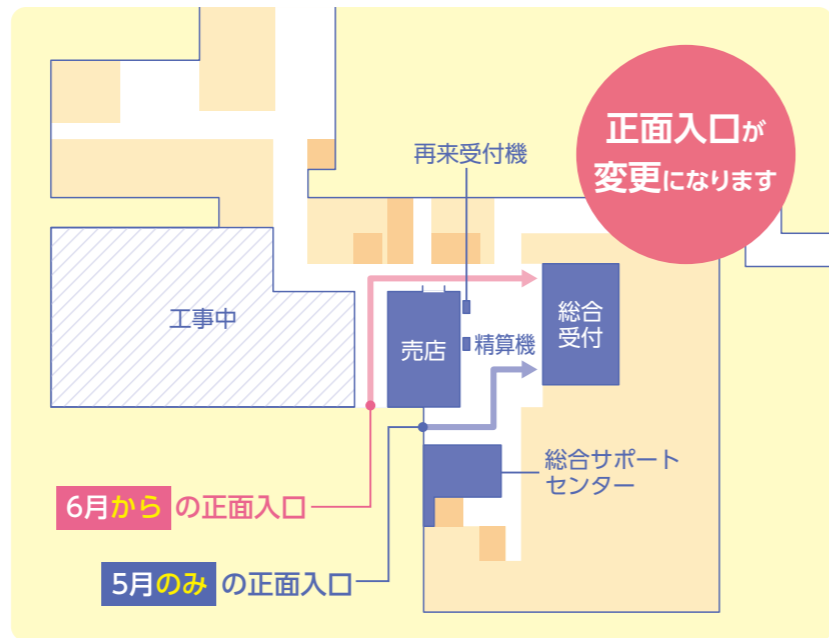 正面入口が
変更になります
再来受付機
工事中
総合
受付
売店
精算機
総合サポート
センター
6月からの正面入口
5月のみの正面入口